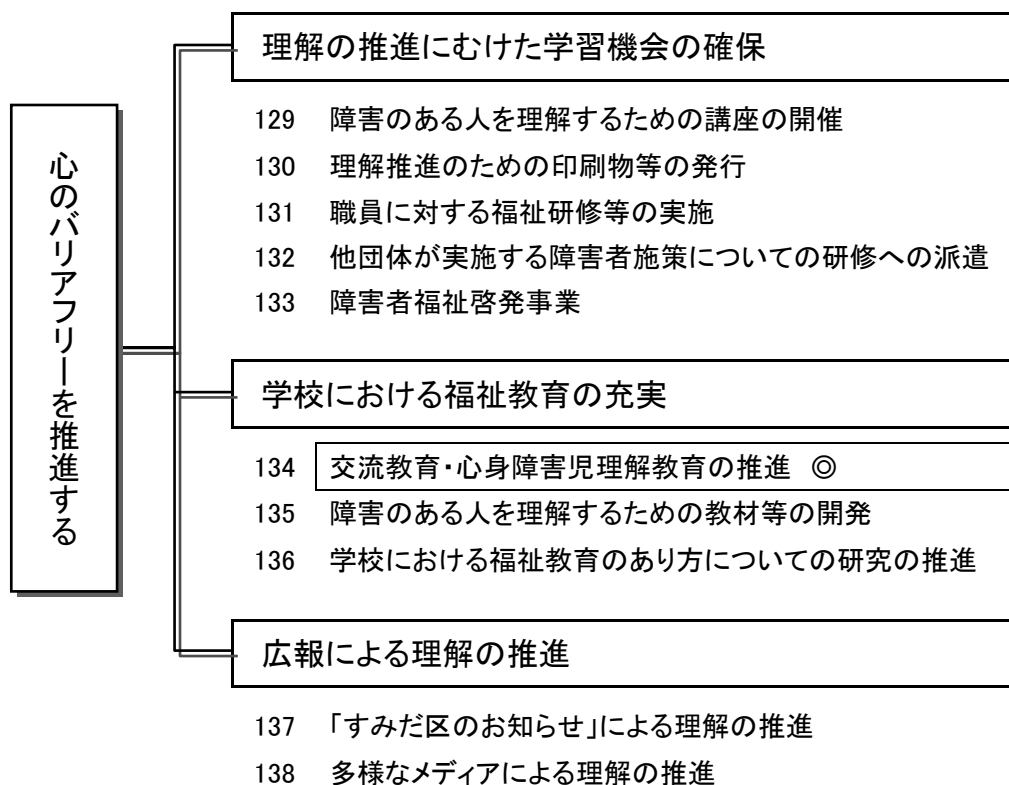 心のバリアフリーを推進する
理解の推進にむけた学習機会の確保
129 障害のある人を理解するための講座の開催
130 理解推進のための印刷物等の発行
131 職員に対する福祉研修等の実施
132 他団体が実施する障害者施策についての研修への派遣
133 障害者福祉啓発事業
学校における福祉教育の充実
134 交流教育・心身障害児理解教育の推進 ◎
135 障害のある人を理解するための教材等の開発
136 学校における福祉教育のあり方についての研究の推進
広報による理解の推進
137 「すみだ区のお知らせ」による理解の推進
138 多様なメディアによる理解の推進